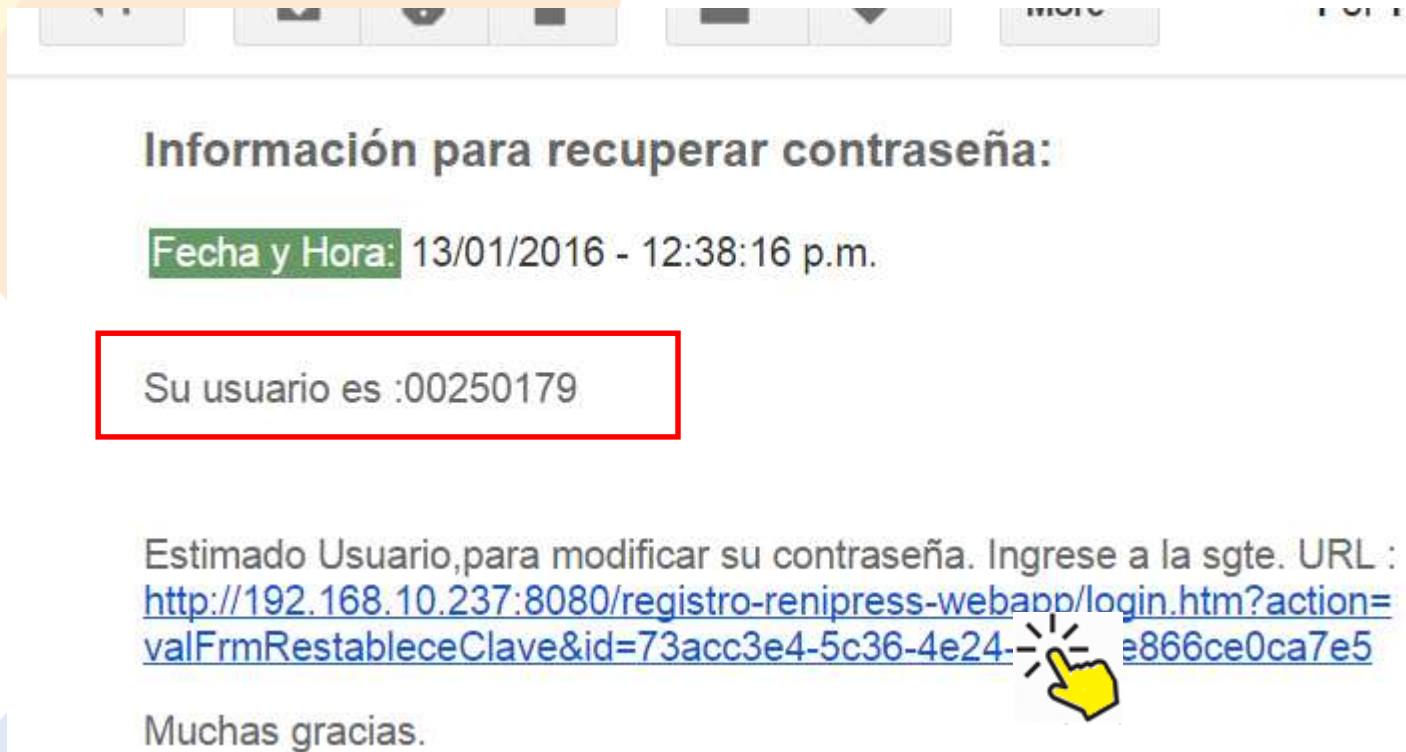 Información para recuperar contraseña:
Fecha y Hora: 13/01/2016 - 12:38:16 p.m.
Su usuario es :00250179
Estimado Usuario,para modificar su contraseña. Ingrese a la sgte. URL :
http://192.168.10.237:8080/registro-renipress-webapp/login.htm?action=
valFrmRestableceClave&id=73acc3e4-5c36-4e24- e866ce0ca7e5
Muchas gracias.